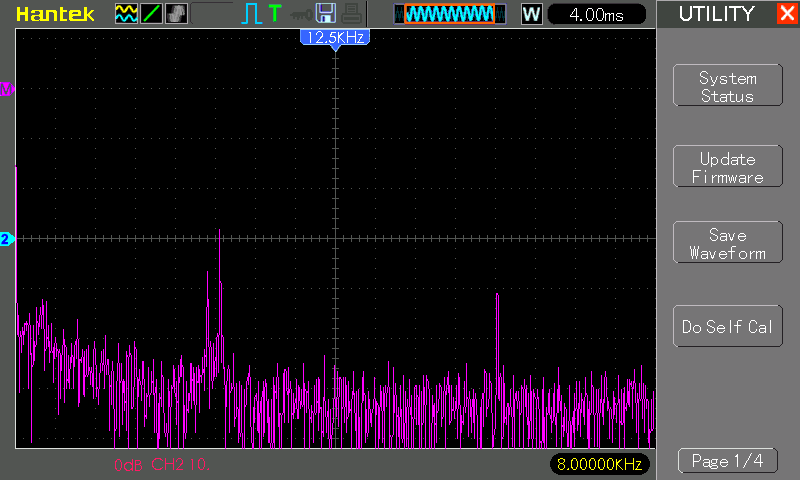 Hantek
T
W
4.00ms
UTILITY
12.5KHz
M
System
Status
Update
Firmware
2
Save
Waveform
Do Self Cal
0dB CH2 10.
8.00000KHz
Page 1/4